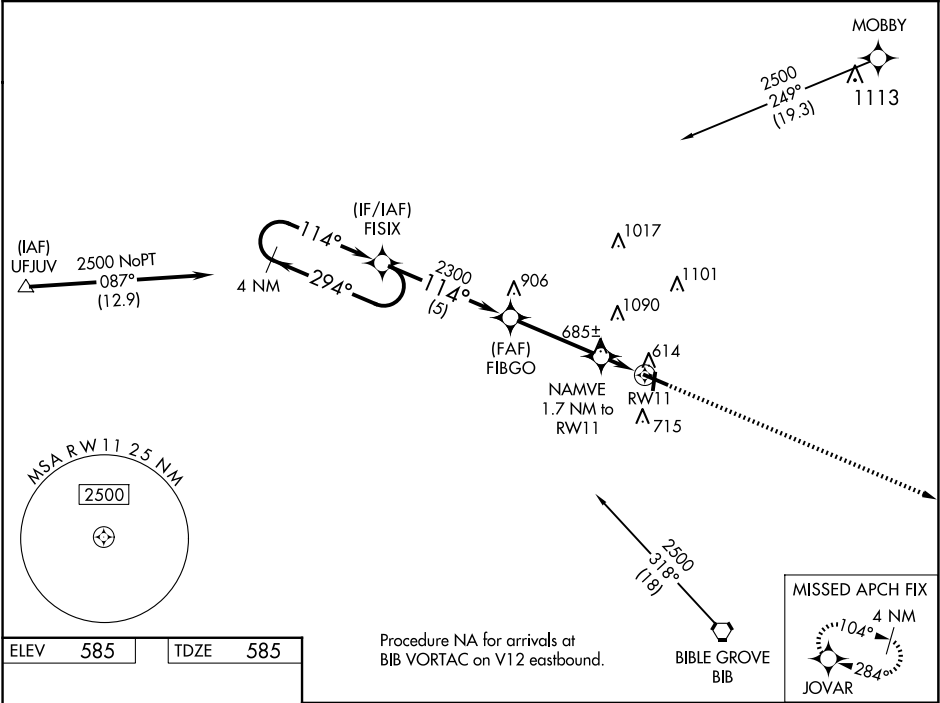 MOBBY
2500
249°
(19.3)
1113
(IF/IAF)
FISIX
(IAF)
UFJUV
2500 NoPT
087°
(12.9)
114°
294°
4 NM
2300
114°
(5)
906
1017
1101
1090
685±
614
(FAF)
FIBGO
NAMVE
1.7 NM to
RW11
RW11
715
MSA RW 11 25 NM
2500
2500
318°
(18)
BIBLE GROVE
BIB
Procedure NA for arrivals at
BIB VORTAC on V12 eastbound.
MISSED APCH FIX
4 NM
104°
284°
JOVAR
ELEV 585
TDZE 585